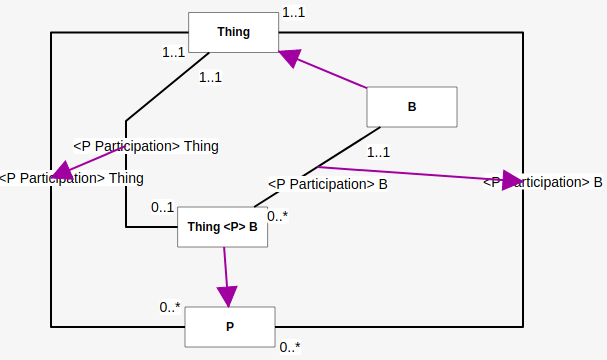 1..1
Thing
1..1
1..1
B
<P Participation> Thing
1..1
<P Participation> Thing
<P Participation> B
<P Participation> B
0..1
0..*
Thing <P> B
0..*
P
0..*